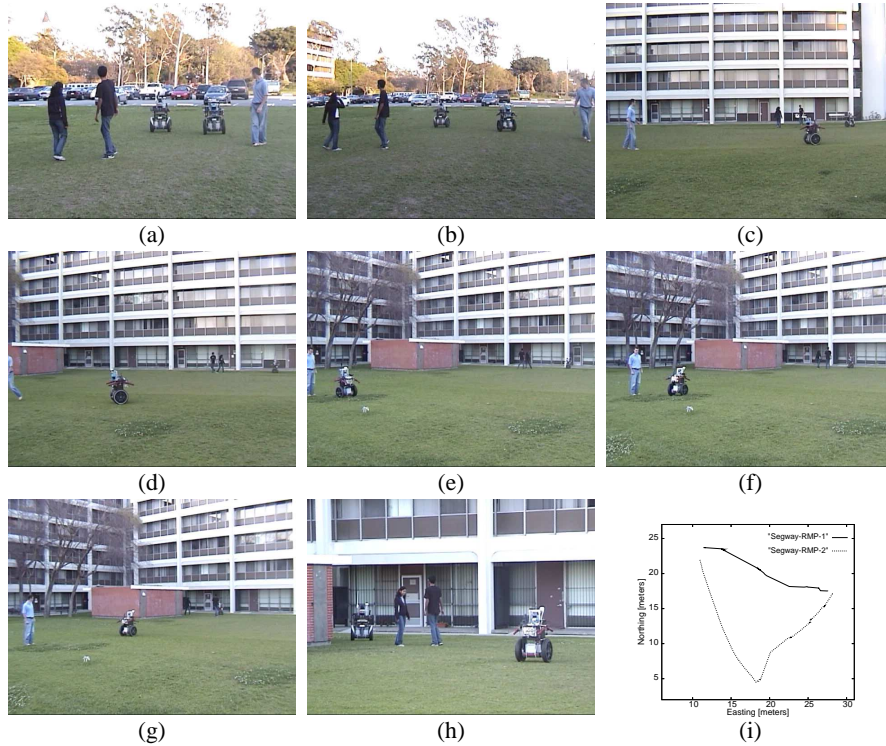 (a) (b) (c)
(d) (e) (f)
25
20
15
10
5
Northing [meters]
"Segway-RMP-1"
"Segway-RMP-2"
10 15 20 25 30
Easting [meters]
(g) (h) (i)